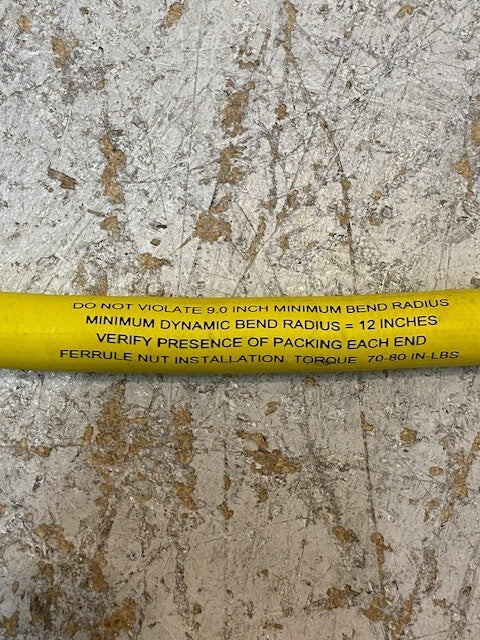 DO NOT VIOLATE 9.0 INCH MINIMUM BEND RADIUS
MINIMUM DYNAMIC BEND RADIUS = 12 INCHES
VERIFY PRESENCE OF PACKING EACH END
FERRULE NUT INSTALLATION TORQUE 70-80 IN-LBS